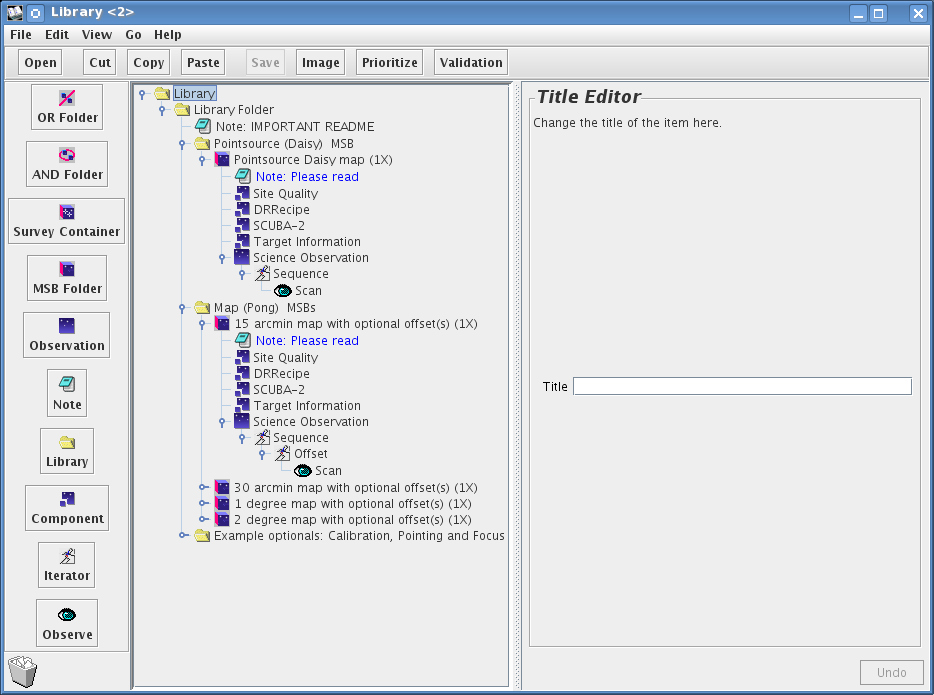 Library <2>
File Edit View Go Help
Open Cut Copy Paste Save Image Prioritize Validation
OR Folder
AND Folder
Survey Container
MSB Folder
Observation
Note
Library
Component
Iterator
Observe
Library
Library Folder
Note: IMPORTANT README
Pointsource (Daisy) MSB
Pointsource Daisy map (1X)
Note: Please read
Site Quality
DRRecipe
SCUBA-2
Target Information
Science Observation
Sequence
Scan
Map (Pong) MSBs
15 arcmin map with optional offset(s) (1X)
Note: Please read
Site Quality
DRRecipe
SCUBA-2
Target Information
Science Observation
Sequence
Offset
Scan
30 arcmin map with optional offset(s) (1X)
1 degree map with optional offset(s) (1X)
2 degree map with optional offset(s) (1X)
Example optionals: Calibration, Pointing and Focus
Title Editor
Change the title of the item here.
Title
Undo